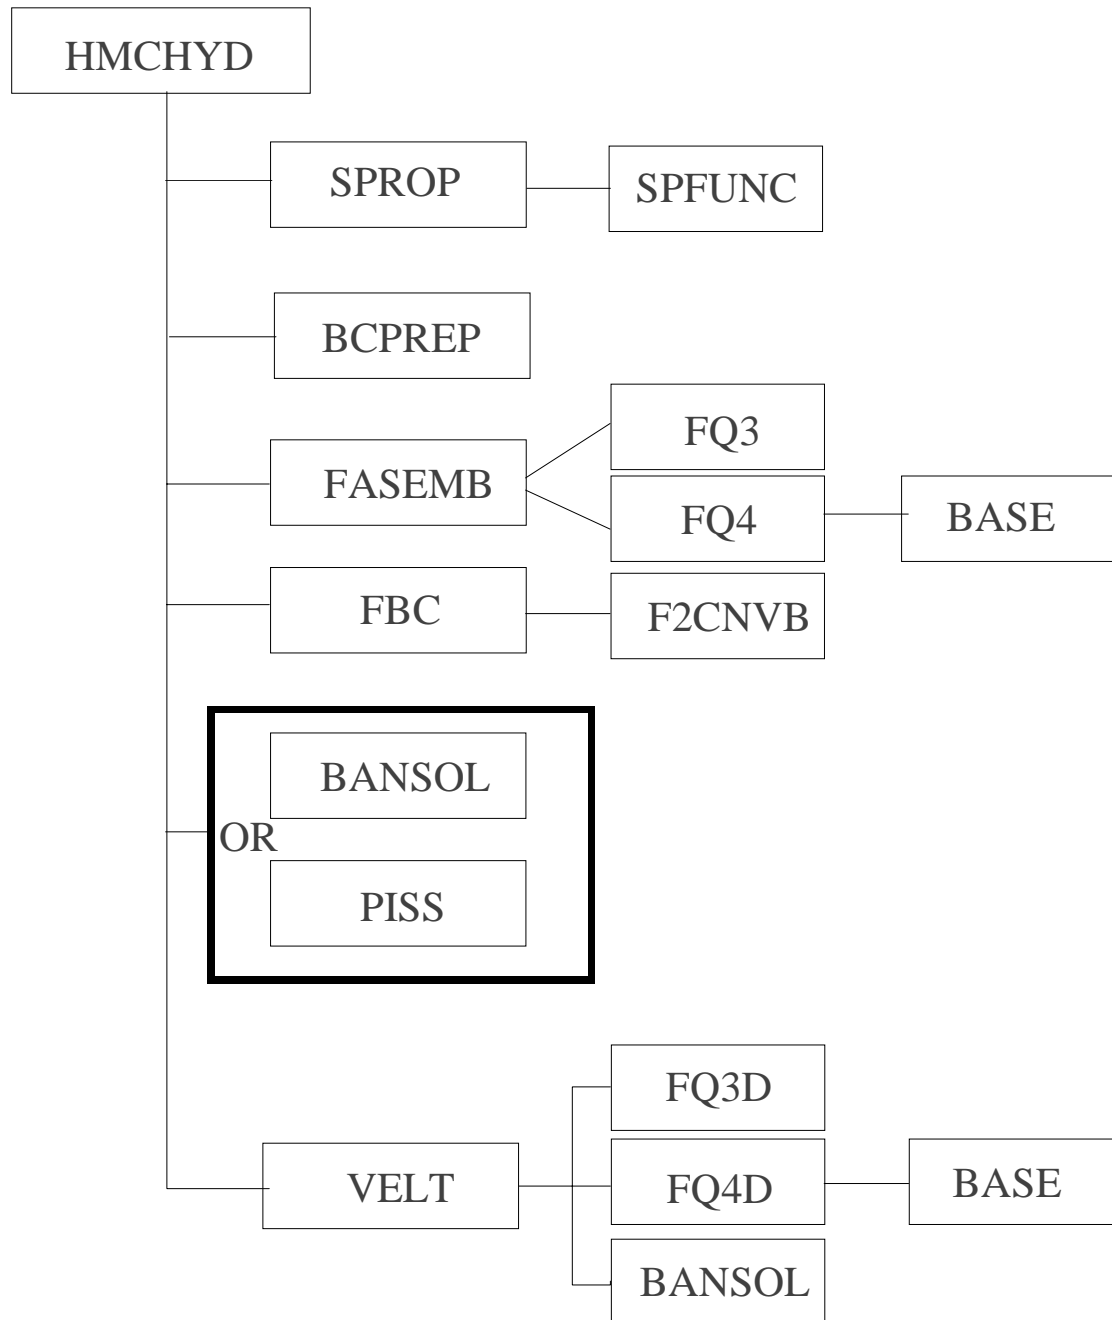 HMCHYD
SPROP
SPFUNC
BCPREP
FQ3
FASEMB
FQ4
BASE
FBC
F2CNVB
BANSOL
OR
PISS
FQ3D
VELT
FQ4D
BASE
BANSOL